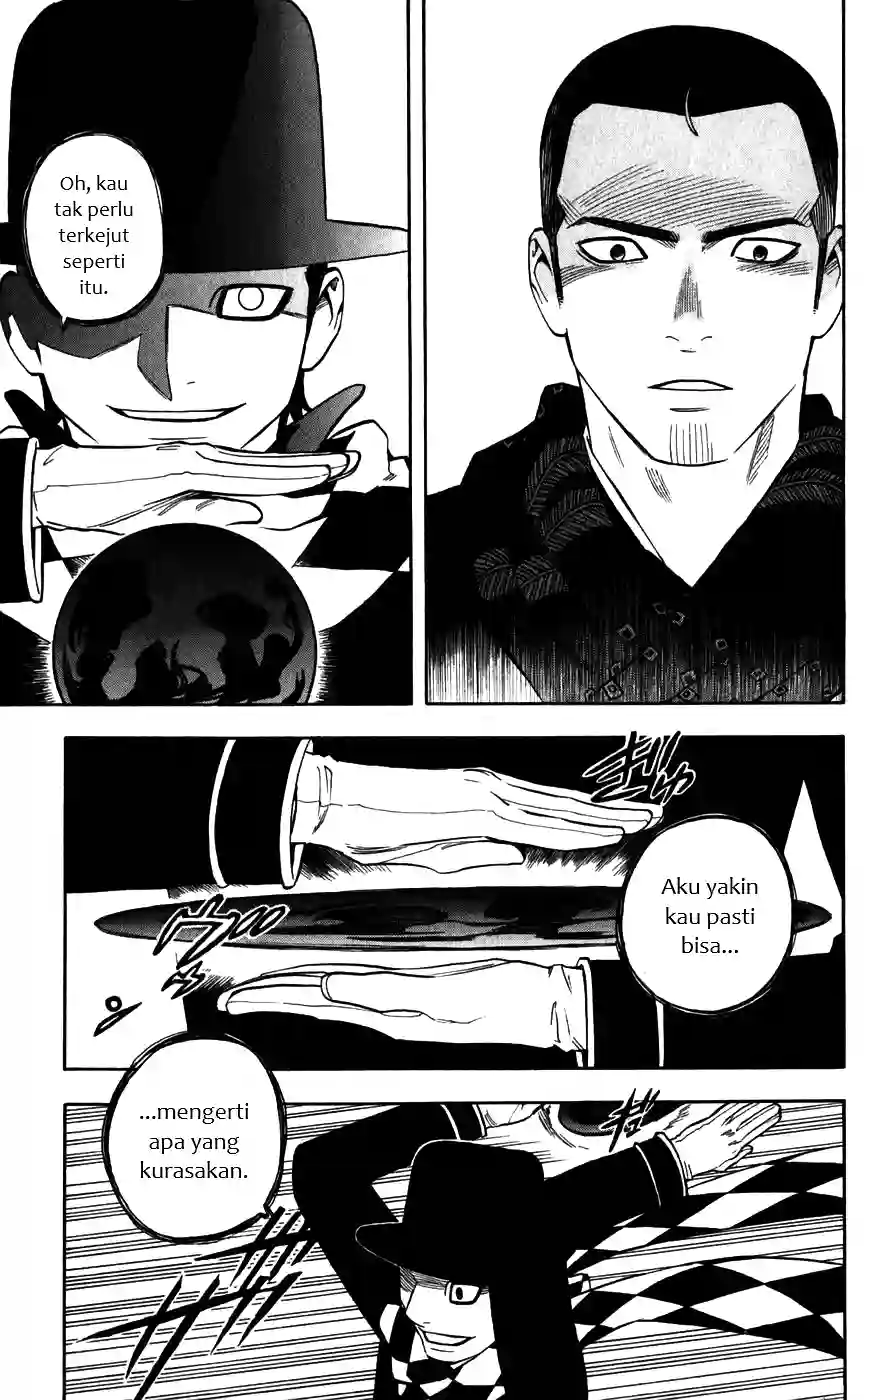 Oh, kau
tak perlu
terkejut
seperti
itu.
Aku yakin
kau pasti
bisa...
...mengerti
apa yang
kurasakan.